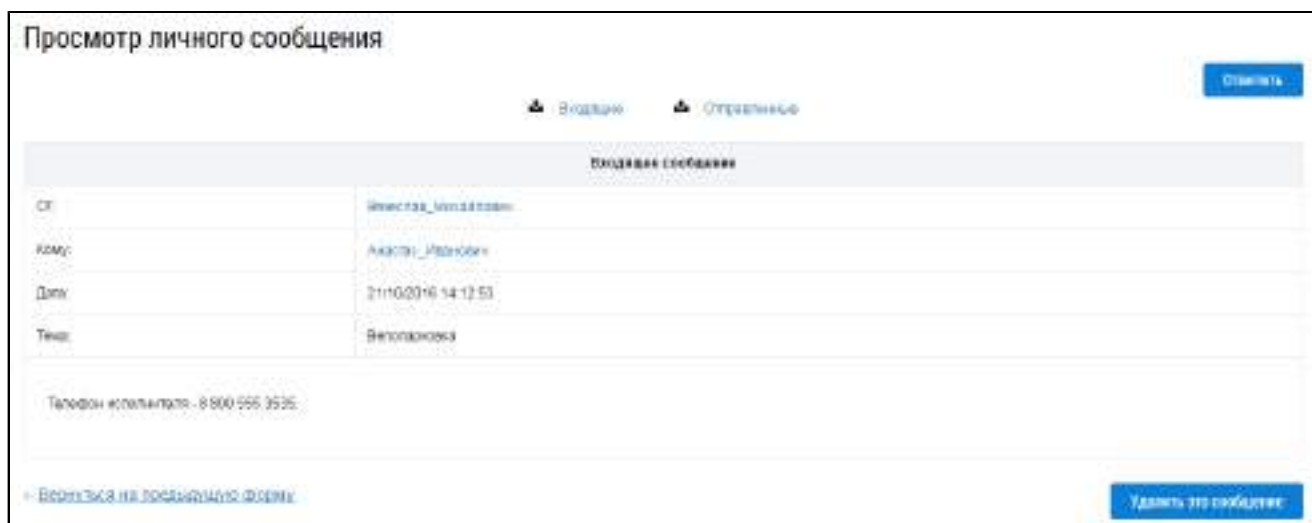 Просмотр личного сообщения
Ответить
Входящие Отправленные
Входящее сообщение
От:
Кому:
Дата: 21/10/2016 14:12:53
Тема: Велопарковка
Телефон исполнителя - 8 800 555 3535.
Вернуться на предыдущую форму
Удалить это сообщение